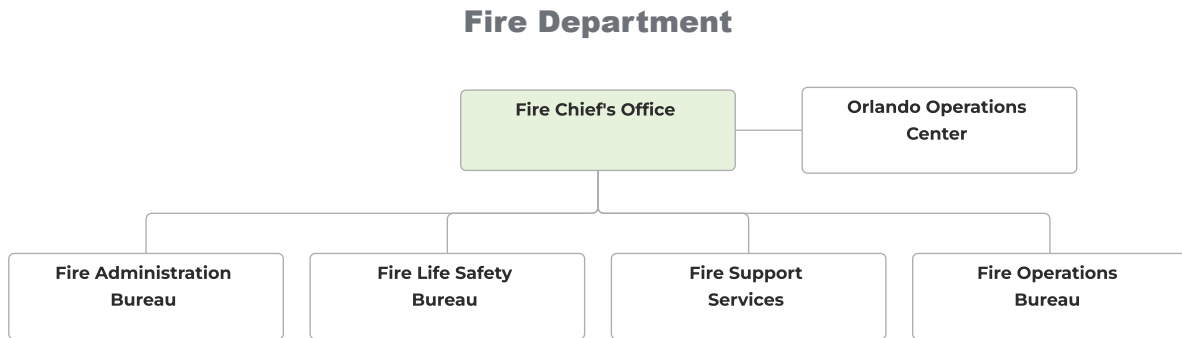 Fire Department
Fire Chief's Office
Orlando Operations
Center
Fire Administration
Bureau
Fire Life Safety
Bureau
Fire Support
Services
Fire Operations
Bureau